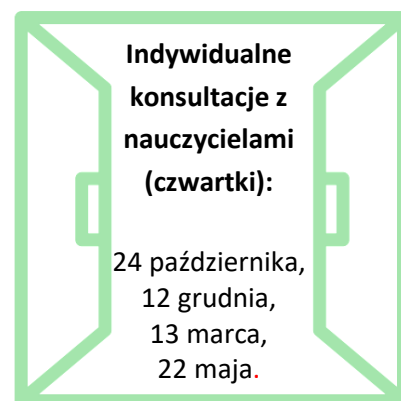 Indywidualne
konsultacje z
nauczycielami
(czwartki):
24 października,
12 grudnia,
13 marca,
22 maja.